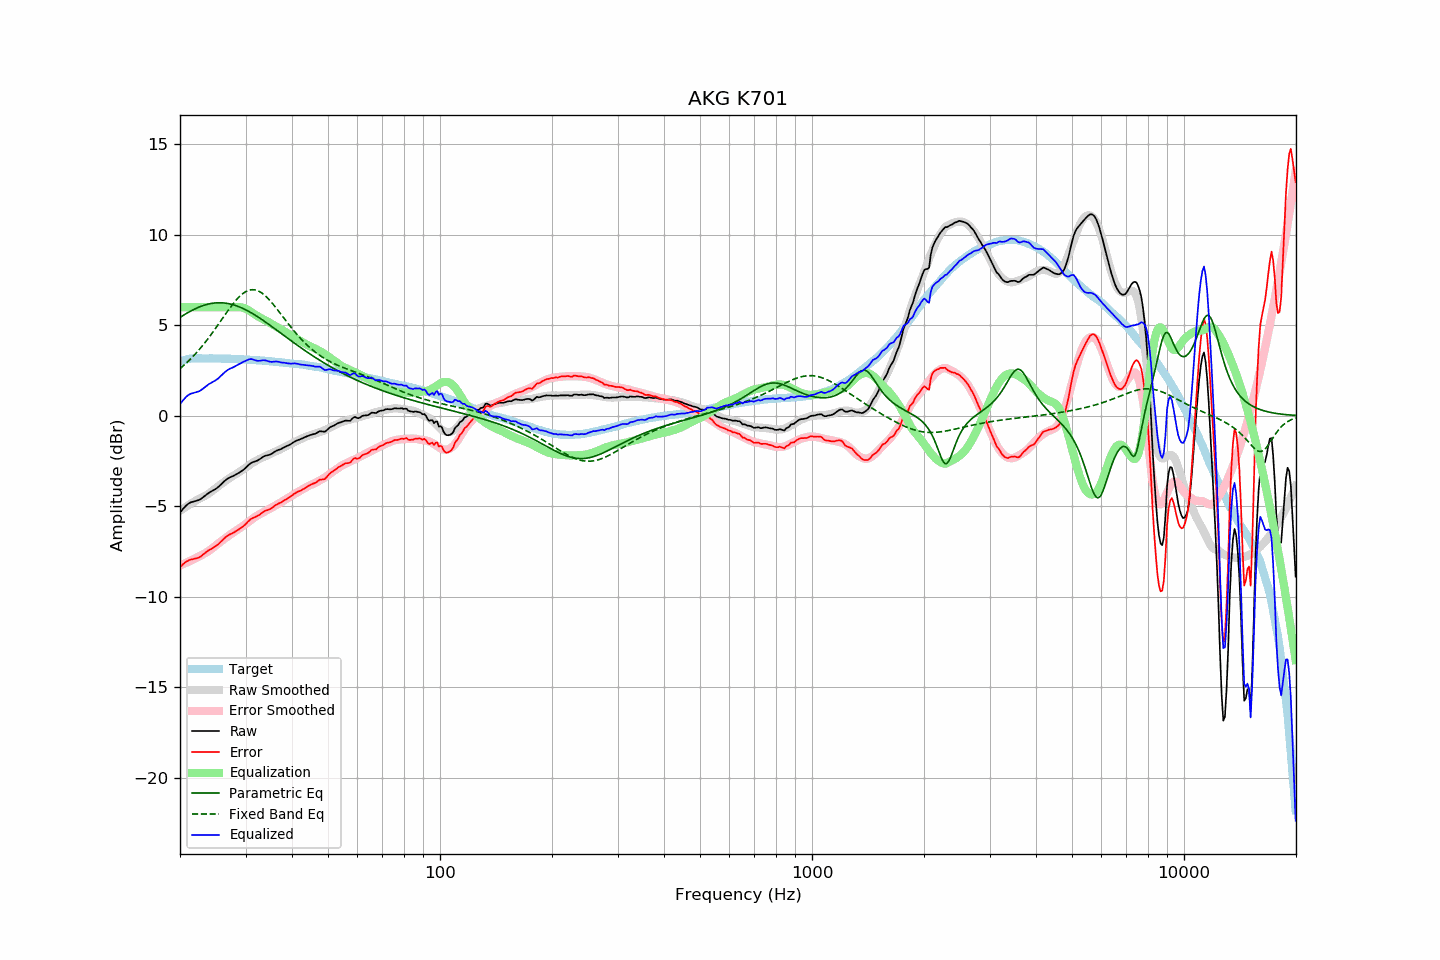 AKG K701
15
10
5
0
−5
−10
−15
−20
Amplitude (dBr)
Target
Raw Smoothed
Error Smoothed
Raw
Error
Equalization
Parametric Eq
Fixed Band Eq
Equalized
100
1000
10000
Frequency (Hz)